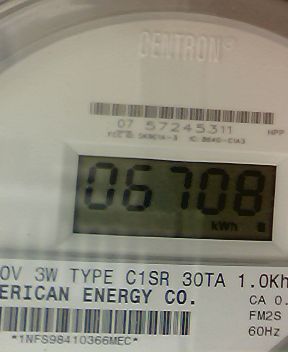 CENTRON®
07 57245311
HPP
06708
kWh
0V 3W TYPE C1SR 30TA 1.0Kh
ERICAN ENERGY CO.
CA 0.
FM2S
60Hz
*1NFS98410366MEC*